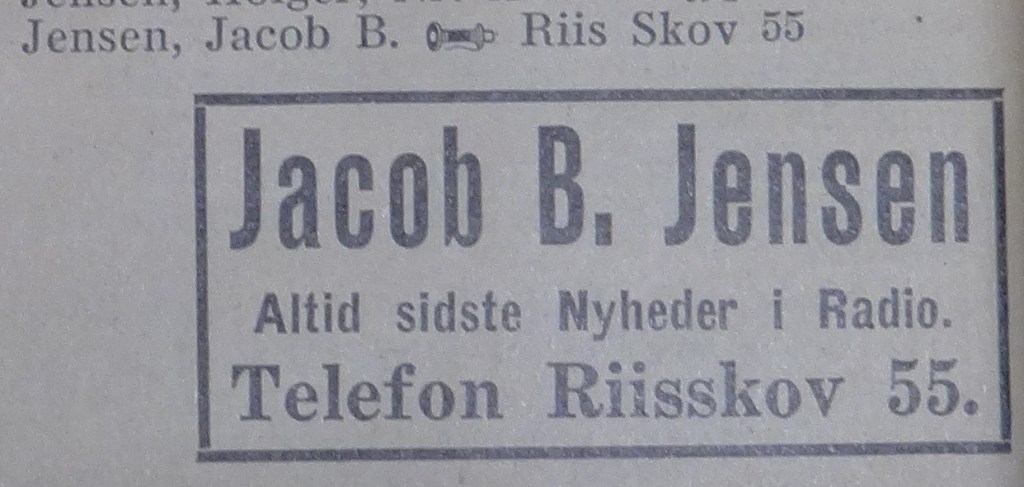 Jensen, Jacob B. Riis Skov 55
Jacob B. Jensen
Altid sidste Nyheder i Radio.
Telefon Riisskov 55.